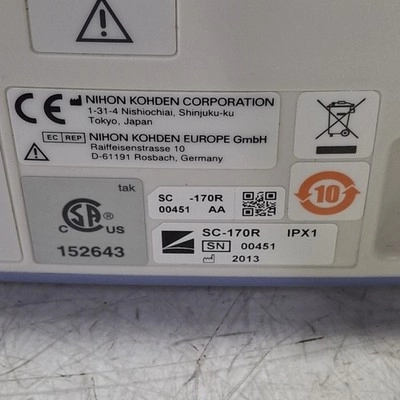 CE NIHON KOHDEN CORPORATION
1-31-4 Nishiochiai, Shinjuku-ku
Tokyo, Japan
EC REP NIHON KOHDEN EUROPE GmbH
Raiffeisenstrasse 10
D-61191 Rosbach, Germany
tak
CSA
C US
152643
SC -170R
00451 AA
10
SC-170R IPX1
SN 00451
2013